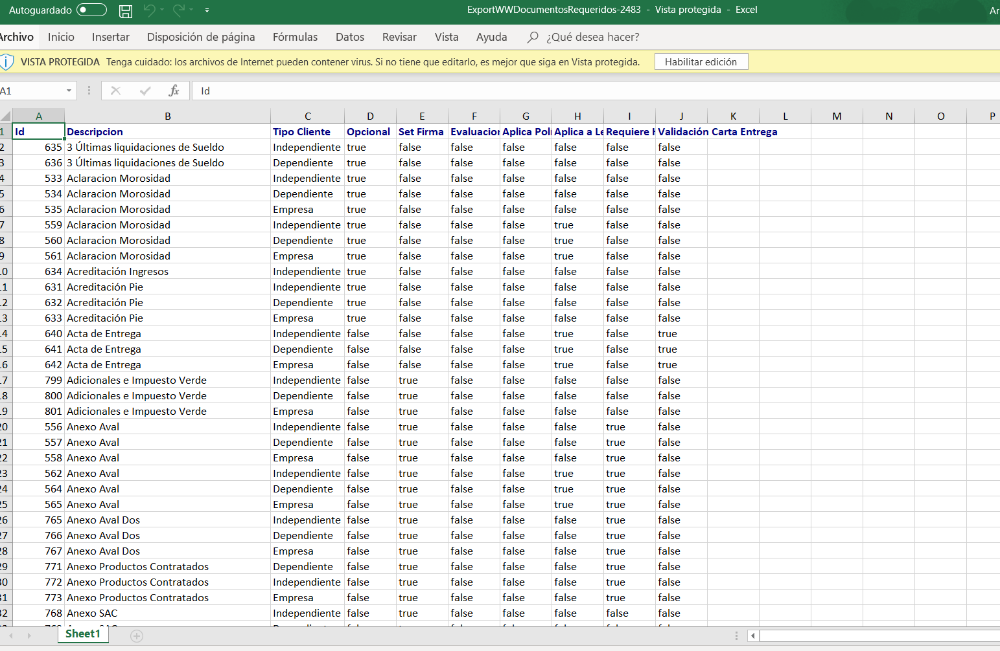 Autoguardado ExportWWDocumentosRequeridos-2483 - Vista protegida - Excel Ar
Archivo Inicio Insertar Disposición de página Fórmulas Datos Revisar Vista Ayuda ¿Qué desea hacer?
VISTA PROTEGIDA Tenga cuidado: los archivos de Internet pueden contener virus. Si no tiene que editarlo, es mejor que siga en Vista protegida. Habilitar edición
A1 fx Id
A B C D E F G H I J K L M N O P
1 Id Descripcion Tipo Cliente Opcional Set Firma Evaluacion Aplica Polí Aplica a Le Requiere Validación Carta Entrega
2 635 3 Últimas liquidaciones de Sueldo Independiente true false false false false false false
3 636 3 Últimas liquidaciones de Sueldo Dependiente true false false false false false false
4 533 Aclaracion Morosidad Independiente true false false false false false false
5 534 Aclaracion Morosidad Dependiente true false false false false false false
6 535 Aclaracion Morosidad Empresa true false false false false false false
7 559 Aclaracion Morosidad Independiente true false false false true false false
8 560 Aclaracion Morosidad Dependiente true false false false true false false
9 561 Aclaracion Morosidad Empresa true false false false true false false
10 634 Acreditación Ingresos Independiente true false false false false false false
11 631 Acreditación Pie Independiente true false false false false false false
12 632 Acreditación Pie Dependiente true false false false false false false
13 633 Acreditación Pie Empresa true false false false false false false
14 640 Acta de Entrega Independiente false false false false true false true
15 641 Acta de Entrega Dependiente false false false false true false true
16 642 Acta de Entrega Empresa false false false false true false true
17 799 Adicionales e Impuesto Verde Independiente false true false false false false false
18 800 Adicionales e Impuesto Verde Dependiente false true false false false false false
19 801 Adicionales e Impuesto Verde Empresa false true false false false false false
20 556 Anexo Aval Independiente false true false false false true false
21 557 Anexo Aval Dependiente false true false false false true false
22 558 Anexo Aval Empresa false true false false false true false
23 562 Anexo Aval Independiente false true false false true true false
24 564 Anexo Aval Dependiente false true false false true true false
25 565 Anexo Aval Empresa false true false false true true false
26 765 Anexo Aval Dos Independiente false true false false false true false
27 766 Anexo Aval Dos Dependiente false true false false false true false
28 767 Anexo Aval Dos Empresa false true false false false true false
29 771 Anexo Productos Contratados Dependiente false true false false false true false
30 772 Anexo Productos Contratados Independiente false true false false false true false
31 773 Anexo Productos Contratados Empresa false true false false false true false
32 768 Anexo SAC Independiente false true false false false false false
Sheet1